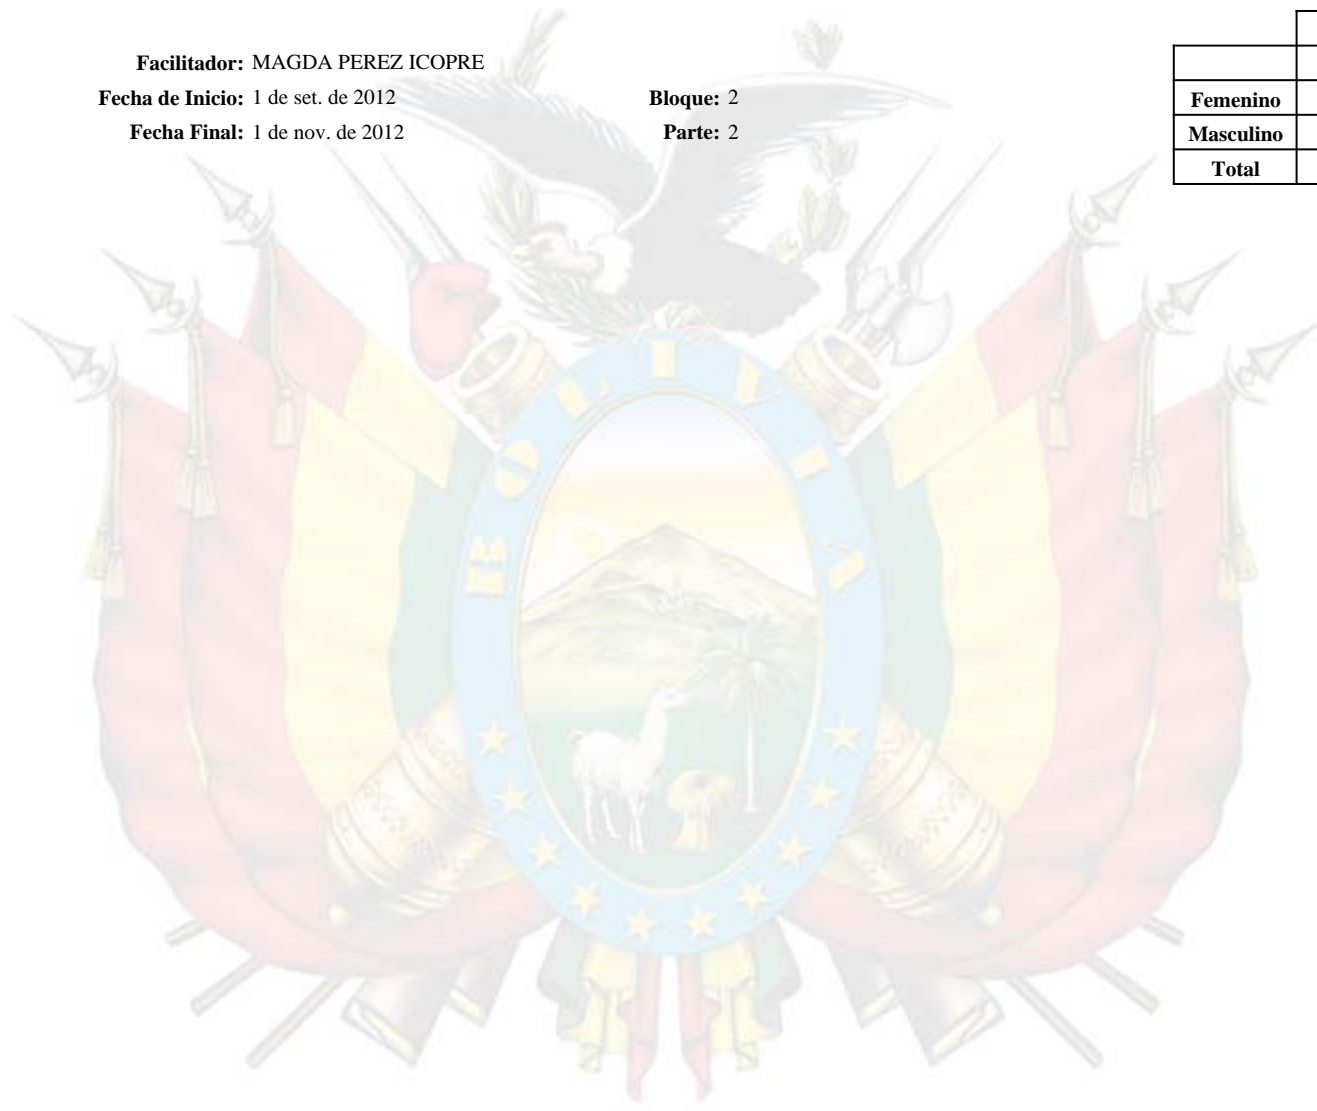 Facilitador: MAGDA PEREZ ICOPRE
Fecha de Inicio: 1 de set. de 2012 Bloque: 2
Fecha Final: 1 de nov. de 2012 Parte: 2
Femenino
Masculino
Total
BOLIVIA